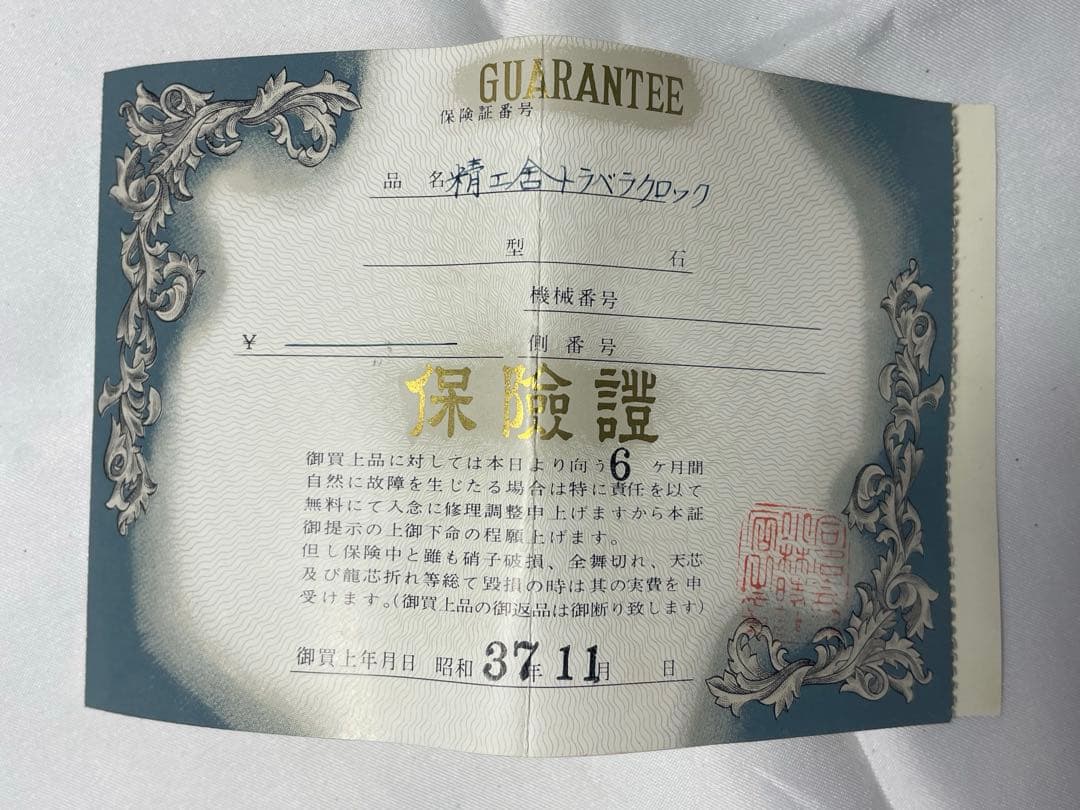 GUARANTEE
保険証番号
品名 精工舎トラベラクロック
型 石
機械番号
¥ 側番号
保險證
御買上品に対しては本日より向う6ケ月間
自然に故障を生じたる場合は特に責任を以て
無料にて入念に修理調整申上げますから本証
御提示の上御下命の程願上げます。
但し保険中と雖も硝子破損、全舞切れ、天芯
及び龍芯折れ等総て毀損の時は其の実費を申
受けます。(御買上品の御返品は御断り致します)
御買上年月日 昭和37年11月 日